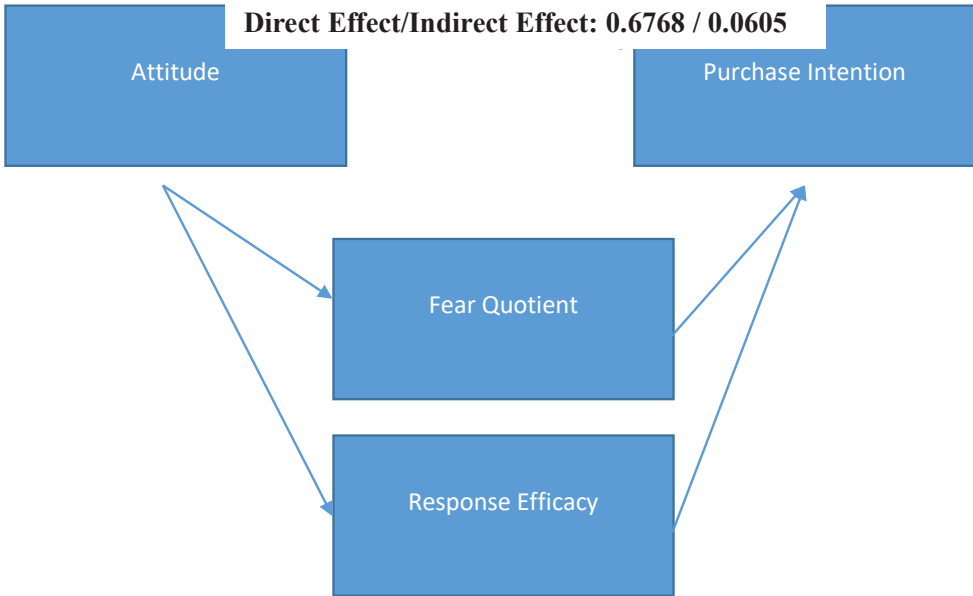 Direct Effect/Indirect Effect: 0.6768 / 0.0605
Attitude
Purchase Intention
Fear Quotient
Response Efficacy